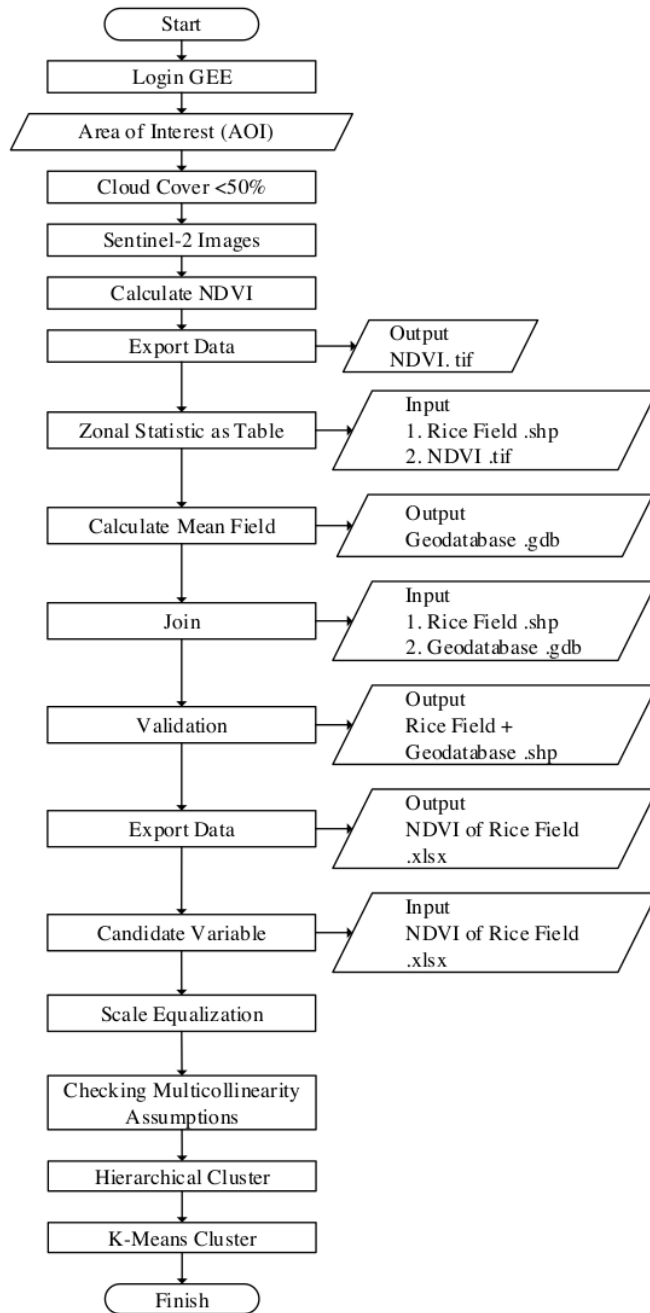 Start
Login GEE
Area of Interest (AOI)
Cloud Cover <50%
Sentinel-2 Images
Calculate NDVI
Export Data
Output
NDVI. tif
Zonal Statistic as Table
Input
1. Rice Field .shp
2. NDVI .tif
Calculate Mean Field
Output
Geodatabase .gdb
Join
Input
1. Rice Field .shp
2. Geodatabase .gdb
Validation
Output
Rice Field +
Geodatabase .shp
Export Data
Output
NDVI of Rice Field
.xlsx
Candidate Variable
Input
NDVI of Rice Field
.xlsx
Scale Equalization
Checking Multicollinearity
Assumptions
Hierarchical Cluster
K-Means Cluster
Finish